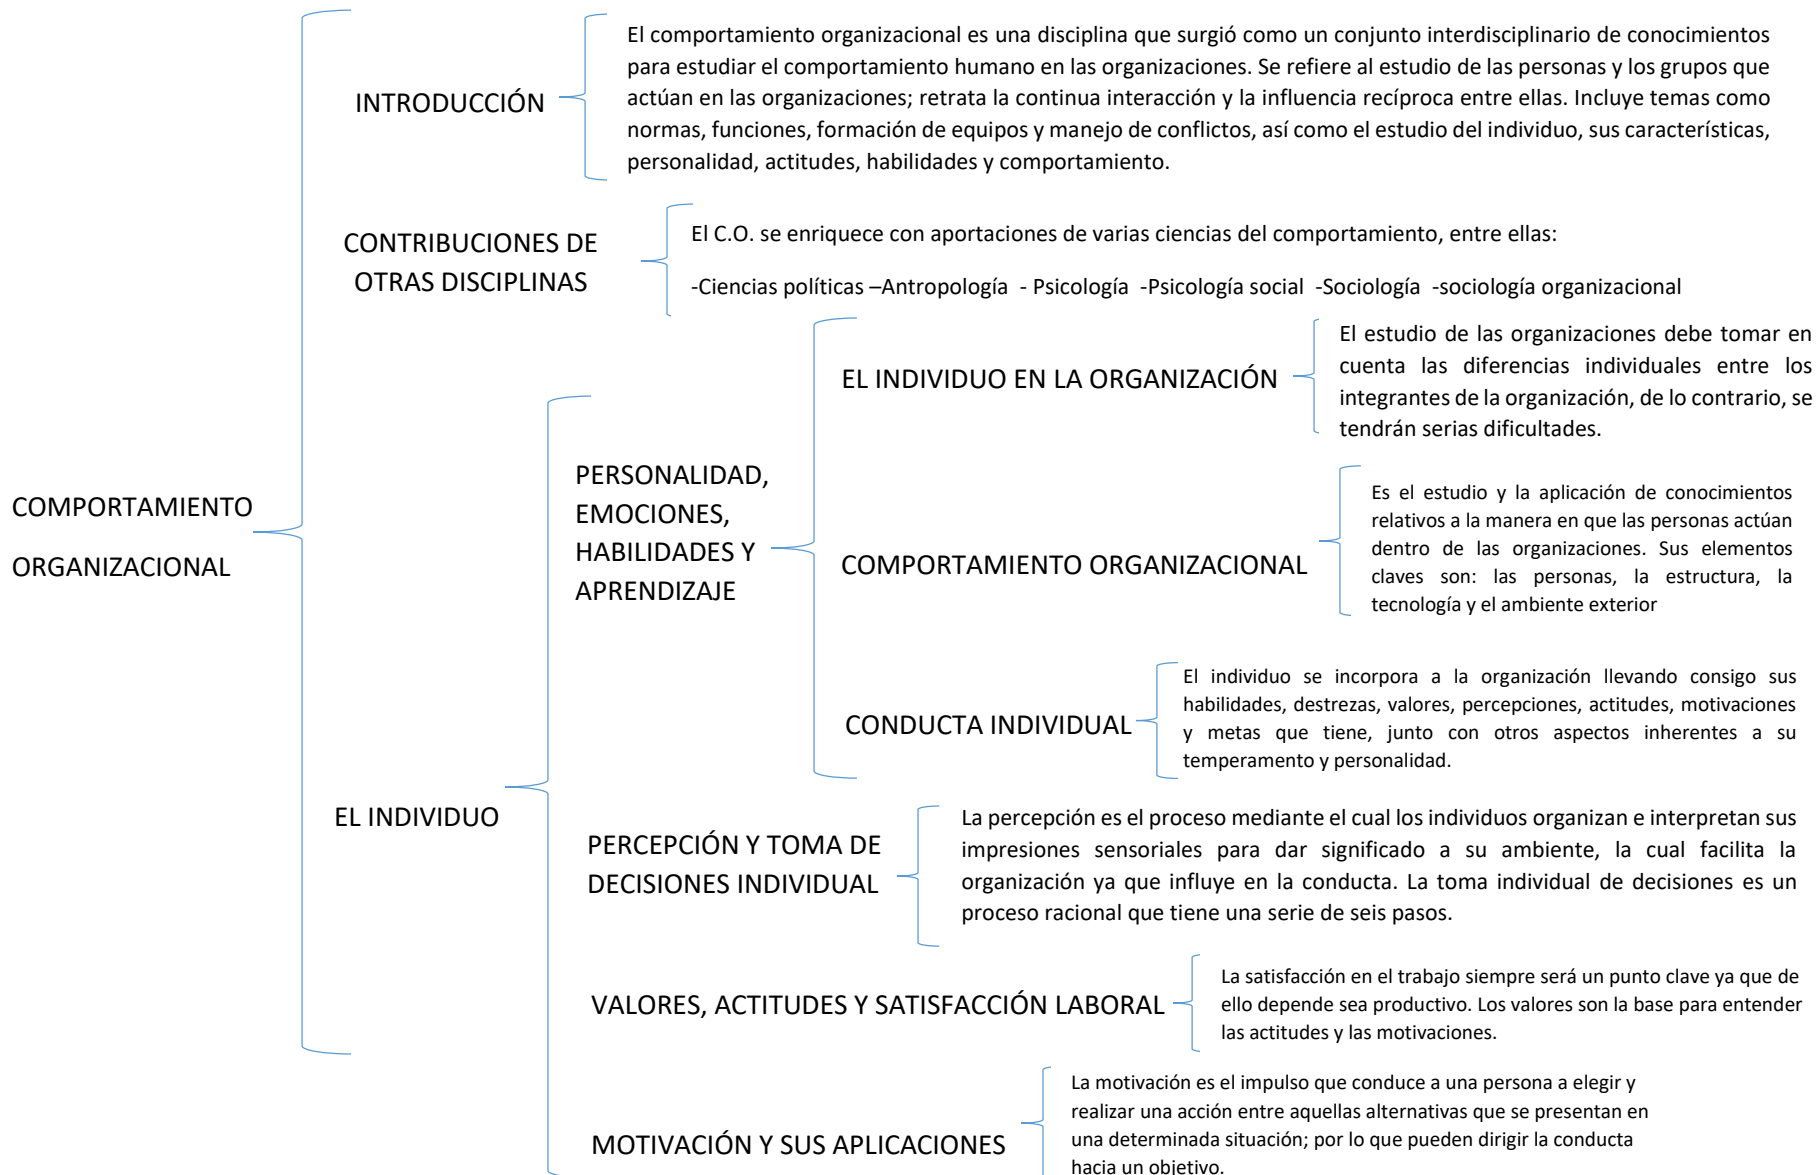 COMPORTAMIENTO
ORGANIZACIONAL
INTRODUCCIÓN
El comportamiento organizacional es una disciplina que surgió como un conjunto interdisciplinario de conocimientos
para estudiar el comportamiento humano en las organizaciones. Se refiere al estudio de las personas y los grupos que
actúan en las organizaciones; retrata la continua interacción y la influencia recíproca entre ellas. Incluye temas como
normas, funciones, formación de equipos y manejo de conflictos, así como el estudio del individuo, sus características,
personalidad, actitudes, habilidades y comportamiento.
CONTRIBUCIONES DE
OTRAS DISCIPLINAS
El C.O. se enriquece con aportaciones de varias ciencias del comportamiento, entre ellas:
-Ciencias políticas –Antropología - Psicología -Psicología social -Sociología -sociología organizacional
EL INDIVIDUO
PERSONALIDAD,
EMOCIONES,
HABILIDADES Y
APRENDIZAJE
EL INDIVIDUO EN LA ORGANIZACIÓN
El estudio de las organizaciones debe tomar en
cuenta las diferencias individuales entre los
integrantes de la organización, de lo contrario, se
tendrán serias dificultades.
COMPORTAMIENTO ORGANIZACIONAL
Es el estudio y la aplicación de conocimientos
relativos a la manera en que las personas actúan
dentro de las organizaciones. Sus elementos
claves son: las personas, la estructura, la
tecnología y el ambiente exterior
CONDUCTA INDIVIDUAL
El individuo se incorpora a la organización llevando consigo sus
habilidades, destrezas, valores, percepciones, actitudes, motivaciones
y metas que tiene, junto con otros aspectos inherentes a su
temperamento y personalidad.
PERCEPCIÓN Y TOMA DE
DECISIONES INDIVIDUAL
La percepción es el proceso mediante el cual los individuos organizan e interpretan sus
impresiones sensoriales para dar significado a su ambiente, la cual facilita la
organización ya que influye en la conducta. La toma individual de decisiones es un
proceso racional que tiene una serie de seis pasos.
VALORES, ACTITUDES Y SATISFACCIÓN LABORAL
La satisfacción en el trabajo siempre será un punto clave ya que de
ello depende sea productivo. Los valores son la base para entender
las actitudes y las motivaciones.
MOTIVACIÓN Y SUS APLICACIONES
La motivación es el impulso que conduce a una persona a elegir y
realizar una acción entre aquellas alternativas que se presentan en
una determinada situación; por lo que pueden dirigir la conducta
hacia un objetivo.